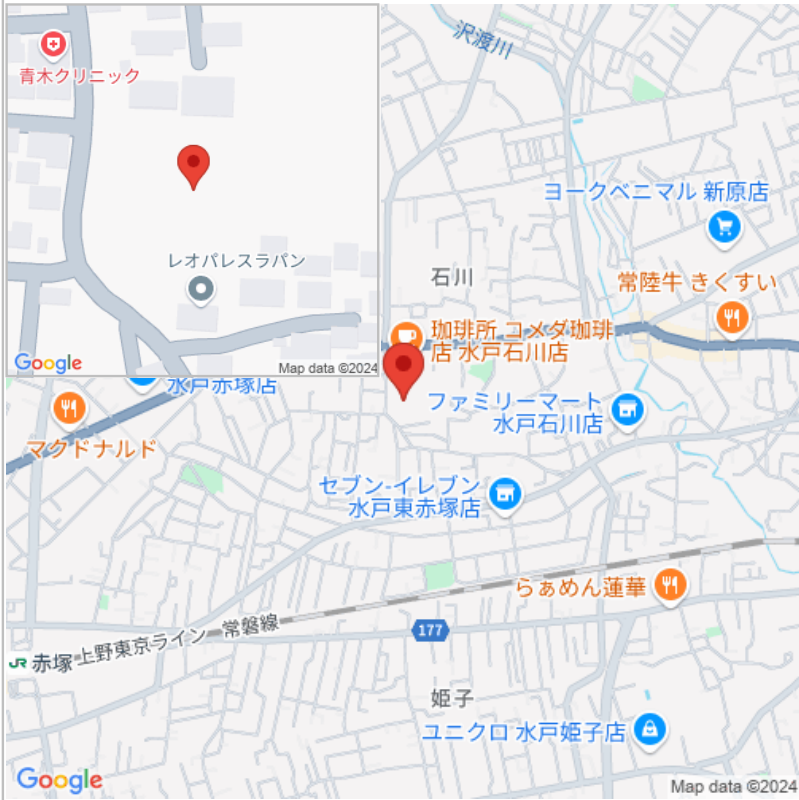 青木クリニック
レオパレスラパン
Google
Map data ©2024
沢渡川
ヨークベニマル 新原店
石川
常陸牛 きくすい
珈琲所 コメダ珈琲
店 水戸石川店
水戸赤塚店
マクドナルド
ファミリーマート
水戸石川店
セブン-イレブン
水戸東赤塚店
らぁめん蓮華
上野東京ライン 常磐線
177
JR 赤塚
姫子
ユニクロ 水戸姫子店
Google
Map data ©2024